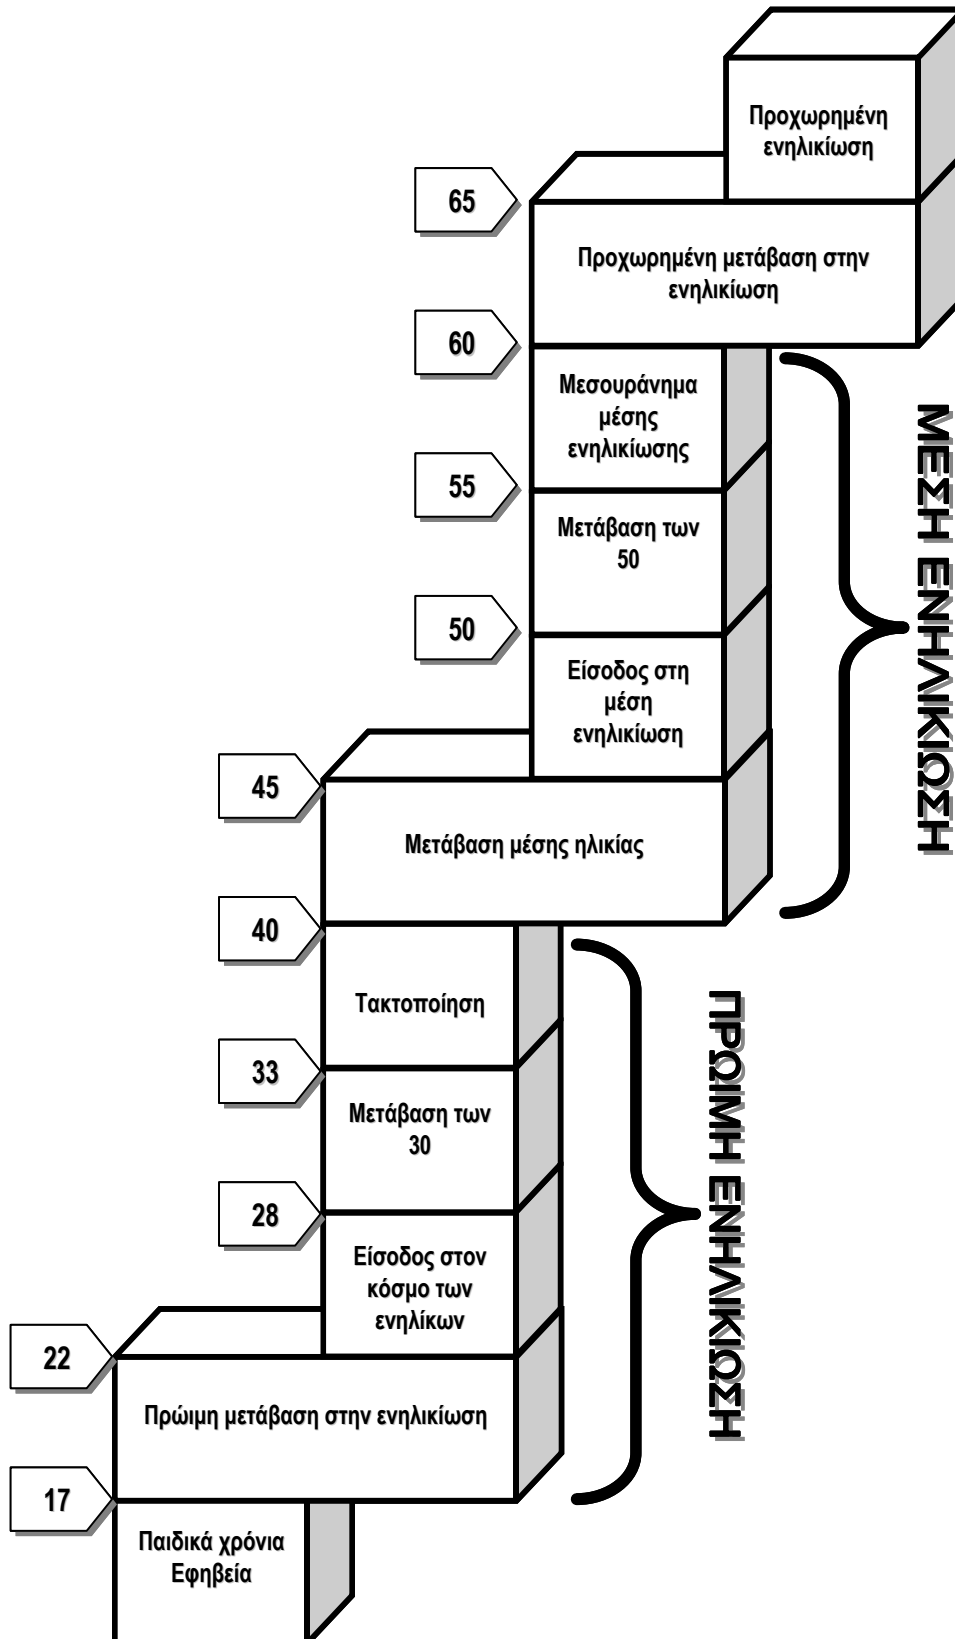 Προχωρημένη
ενηλικίωση
65
Προχωρημένη μετάβαση στην
ενηλικίωση
60
Μεσουράνημα
μέσης
ενηλικίωσης
55
Μετάβαση των
50
50
Είσοδος στη
μέση
ενηλικίωση
ΜΕΣΗ ΕΝΗΛΙΚΙΩΣΗ
45
Μετάβαση μέσης ηλικίας
40
Τακτοποίηση
33
Μετάβαση των
30
28
Είσοδος στον
κόσμο των
ενηλίκων
ΠΡΩΙΜΗ ΕΝΗΛΙΚΙΩΣΗ
22
Πρώιμη μετάβαση στην ενηλικίωση
17
Παιδικά χρόνια
Εφηβεία